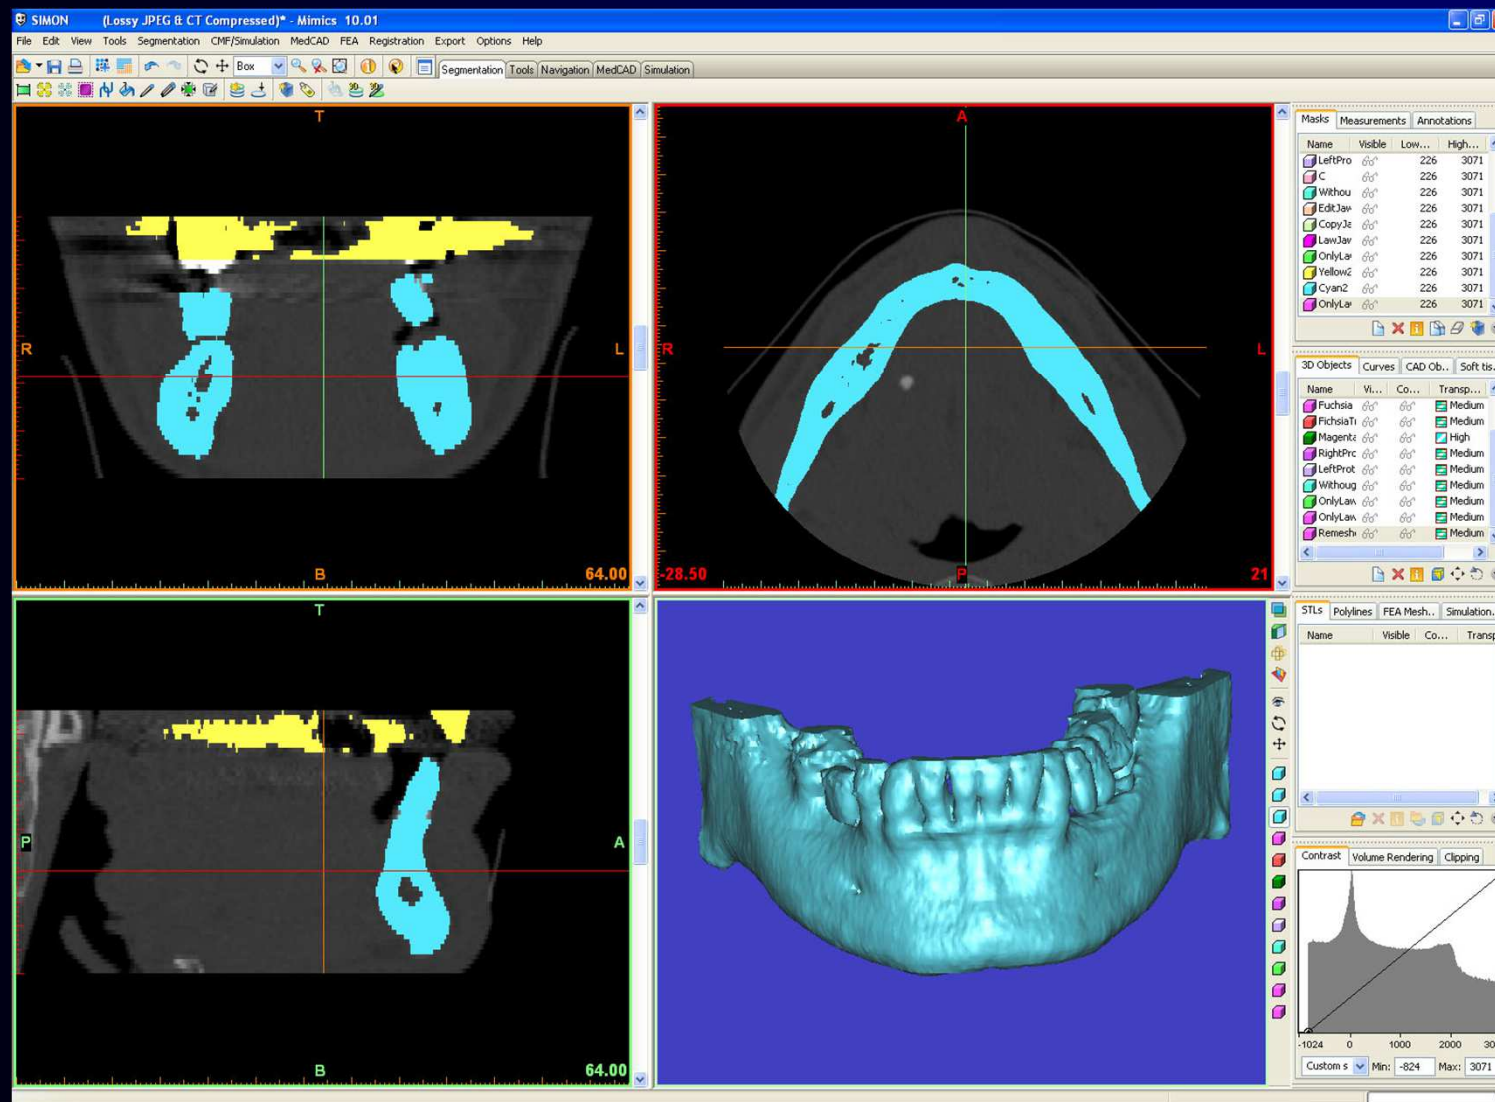 SIMON (Lossy JPEG & CT Compressed)* - Mimics 10.01
File Edit View Tools Segmentation CMF/Simulation MedCAD FEA Registration Export Options Help
Box Segmentation Tools Navigation MedCAD Simulation
T
R
L
B
64.00
A
R
L
-28.50
P
21
T
P
A
B
64.00
Masks Measurements Annotations
Name Visible Low... High...
LeftPro 226 3071
C 226 3071
Withou 226 3071
EditJaw 226 3071
CopyJa 226 3071
LawJaw 226 3071
OnlyLa 226 3071
Yellow2 226 3071
Cyan2 226 3071
OnlyLa 226 3071
3D Objects Curves CAD Ob.. Soft tis..
Name Vi... Co... Transp...
Fuchsia Medium
FichsiaT Medium
Magenta High
RightPrc Medium
LeftProt Medium
Withoug Medium
OnlyLaw Medium
OnlyLaw Medium
Remesh Medium
STLs Polylines FEA Mesh.. Simulation.
Name Visible Co... Transp
Contrast Volume Rendering Clipping
-1024 0 1000 2000 30
Custom s Min: -824 Max: 3071